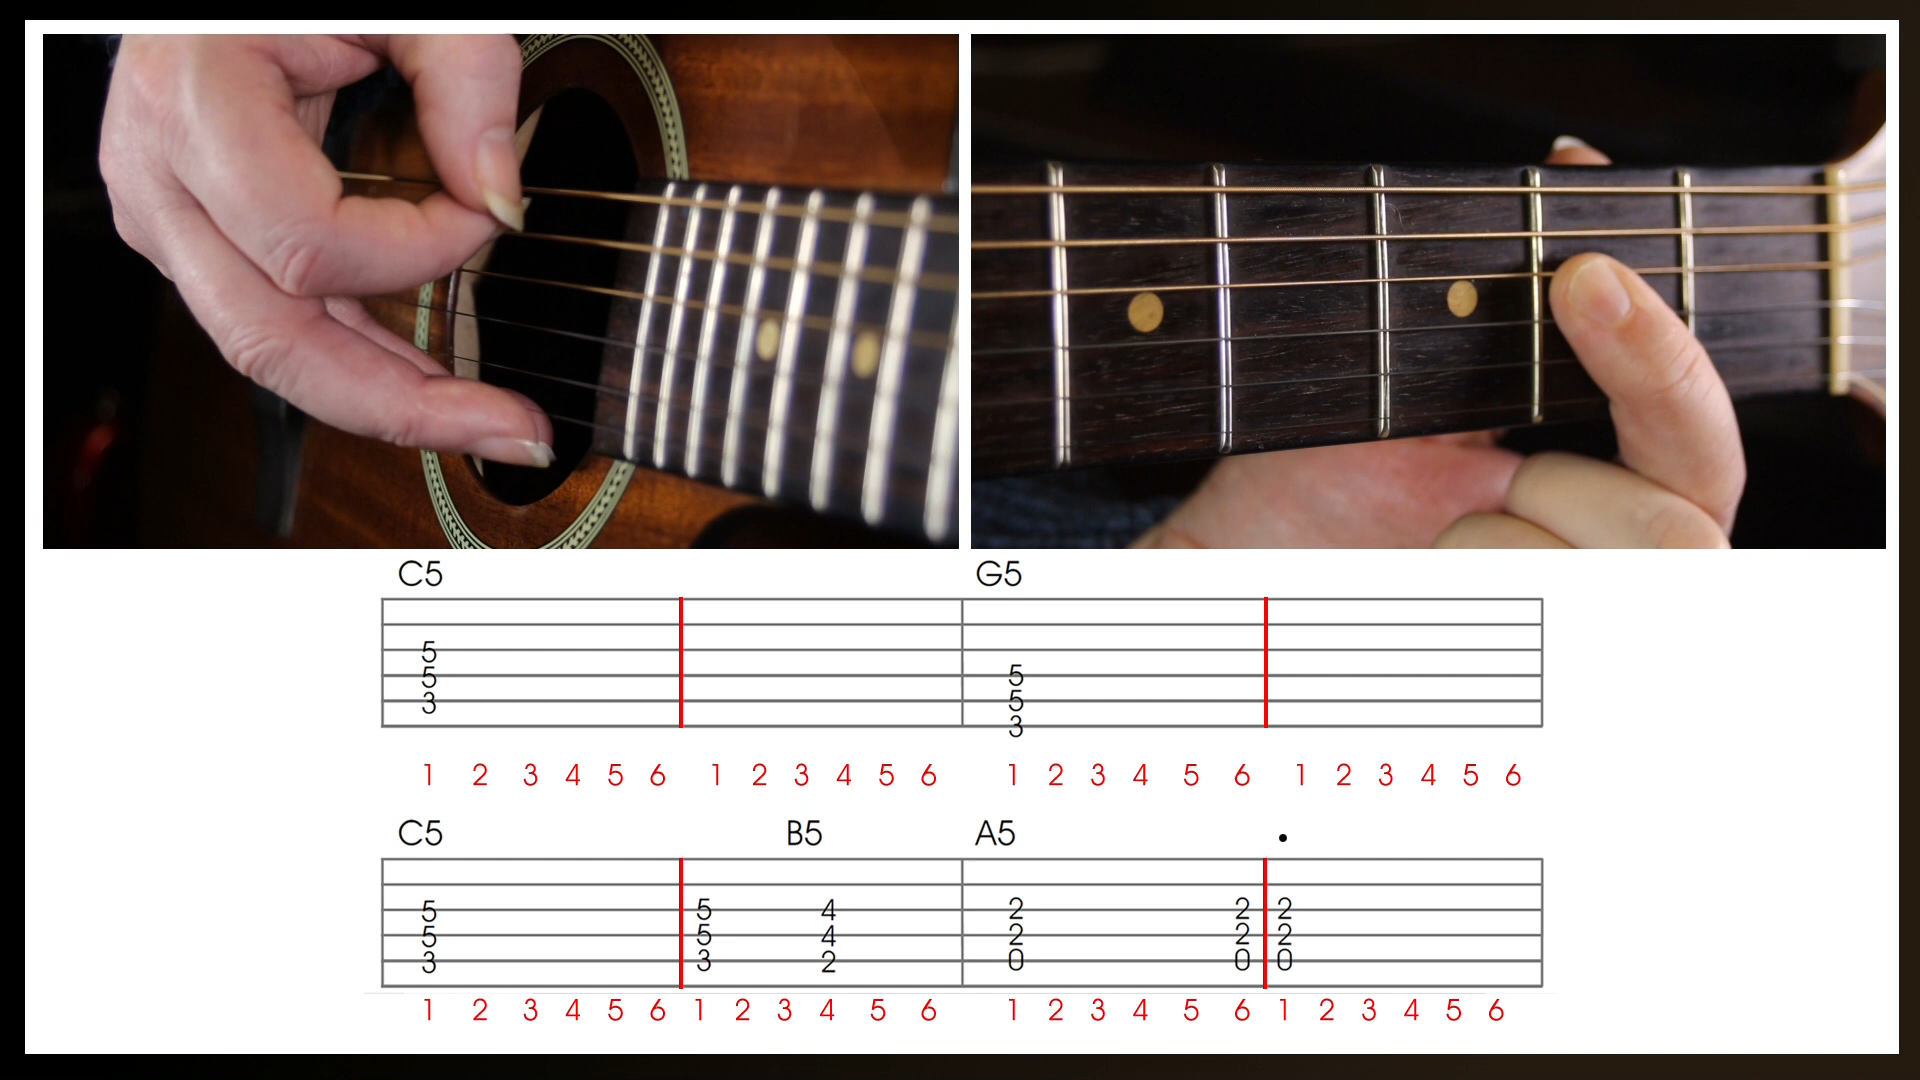 C5 G5
5 5
5 5
3 3
1 2 3 4 5 6 1 2 3 4 5 6 1 2 3 4 5 6 1 2 3 4 5 6
C5 B5 A5 •
5 5 4 2 2 2
5 5 4 2 2 2
3 3 2 0 0 0
1 2 3 4 5 6 1 2 3 4 5 6 1 2 3 4 5 6 1 2 3 4 5 6